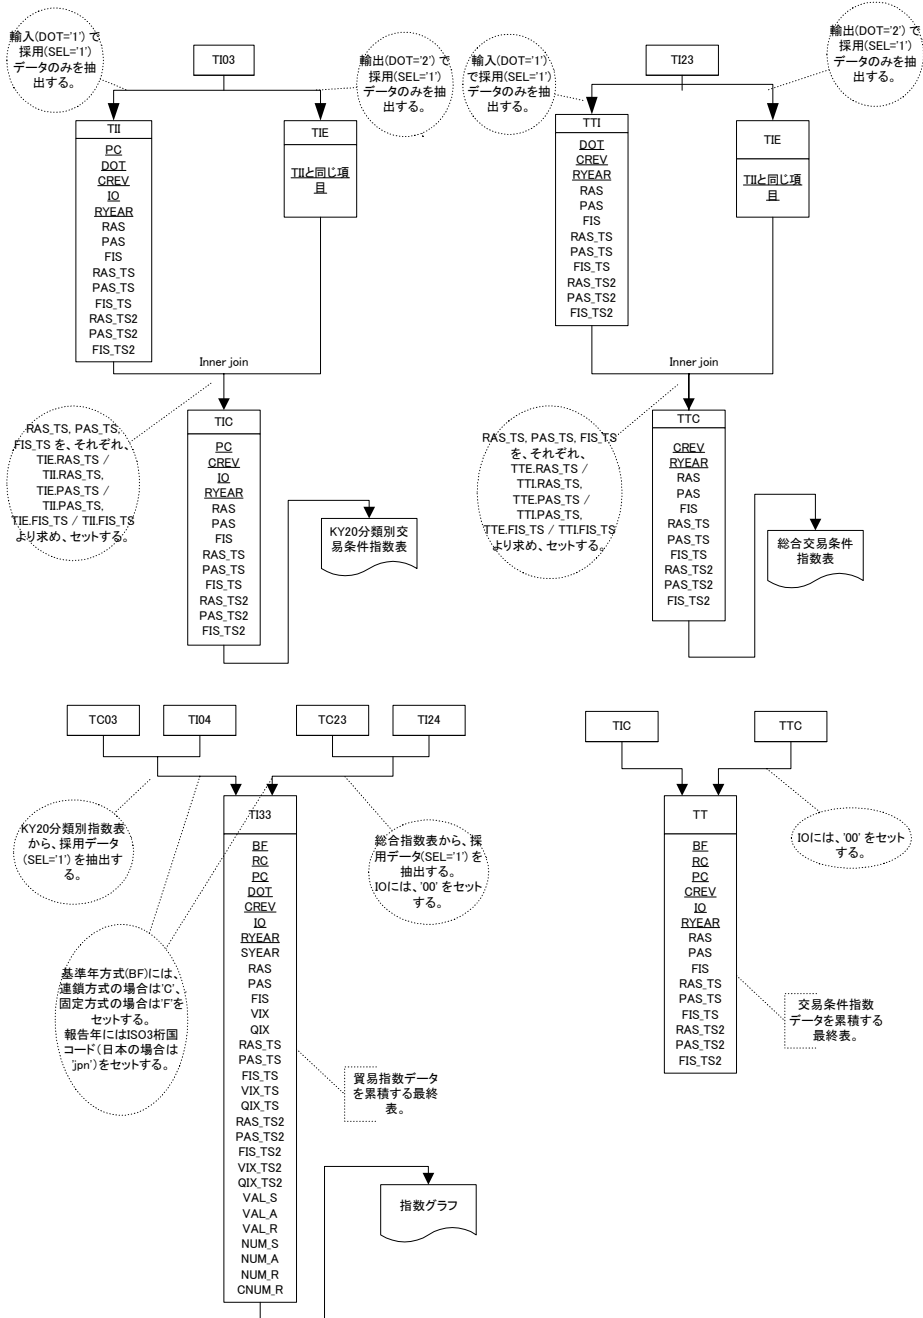 輸入(DOT='1') で
採用(SEL='1')
データのみを抽
出する。
TI03
輸出(DOT='2') で
採用(SEL='1')
データのみを抽
出する。
TII
PC
DOT
CREV
IO
RYEAR
RAS
PAS
FIS
RAS_TS
PAS_TS
FIS_TS
RAS_TS2
PAS_TS2
FIS_TS2
TIE
TIIと同じ項
目
Inner join
RAS_TS, PAS_TS,
FIS_TS を、それぞれ、
TIE.RAS_TS /
TII.RAS_TS,
TIE.PAS_TS /
TII.PAS_TS,
TIE.FIS_TS / TII.FIS_TS
より求め、セットする。
TIC
PC
CREV
IO
RYEAR
RAS
PAS
FIS
RAS_TS
PAS_TS
FIS_TS
RAS_TS2
PAS_TS2
FIS_TS2
KY20分類別交
易条件指数表
輸入(DOT='1')
で採用(SEL='1')
データのみを抽
出する。
TI23
輸出(DOT='2') で
採用(SEL='1')
データのみを抽
出する。
TTI
DOT
CREV
RYEAR
RAS
PAS
FIS
RAS_TS
PAS_TS
FIS_TS
RAS_TS2
PAS_TS2
FIS_TS2
TIE
TIIと同じ項
目
Inner join
RAS_TS, PAS_TS, FIS_TS
を、それぞれ、
TTE.RAS_TS /
TTI.RAS_TS,
TTE.PAS_TS /
TTI.PAS_TS,
TTE.FIS_TS / TTI.FIS_TS
より求め、セットする。
TTC
CREV
RYEAR
RAS
PAS
FIS
RAS_TS
PAS_TS
FIS_TS
RAS_TS2
PAS_TS2
FIS_TS2
総合交易条件
指数表
TC03
TI04
TC23
TI24
KY20分類別指数表
から、採用データ
(SEL='1') を抽出す
る。
総合指数表から、採
用データ(SEL='1') を
抽出する。
IOには、'00' をセット
する。
基準年方式(BF)には、
連鎖方式の場合は'C'、
固定方式の場合は'F'を
セットする。
報告年にはISO3桁国
コード(日本の場合は
'jpn')をセットする。
TI33
BF
RC
PC
DOT
CREV
IO
RYEAR
SYEAR
RAS
PAS
FIS
VIX
QIX
RAS_TS
PAS_TS
FIS_TS
VIX_TS
QIX_TS
RAS_TS2
PAS_TS2
FIS_TS2
VIX_TS2
QIX_TS2
VAL_S
VAL_A
VAL_R
NUM_S
NUM_A
NUM_R
CNUM_R
貿易指数データ
を累積する最終
表。
指数グラフ
TIC
TTC
IOには、'00' をセット
する。
TT
BF
RC
PC
CREV
IO
RYEAR
RAS
PAS
FIS
RAS_TS
PAS_TS
FIS_TS
RAS_TS2
PAS_TS2
FIS_TS2
交易条件指数
データを累積する
最終表。